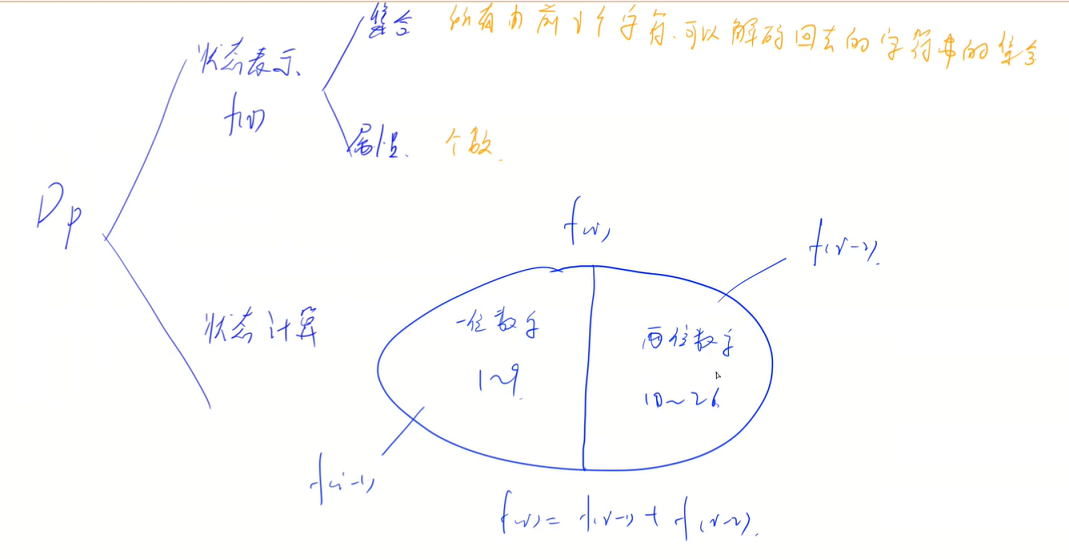 集合 所有由前i个字符,可以解码回去的字符串的集合
状态表示
f(i)
属性. 个数.
Dp
f(i)
f(i-2).
状态计算
一位数字
两位数字
1~9.
10~26.
f(i-1)
f(i) = f(i-1) + f(i-2).